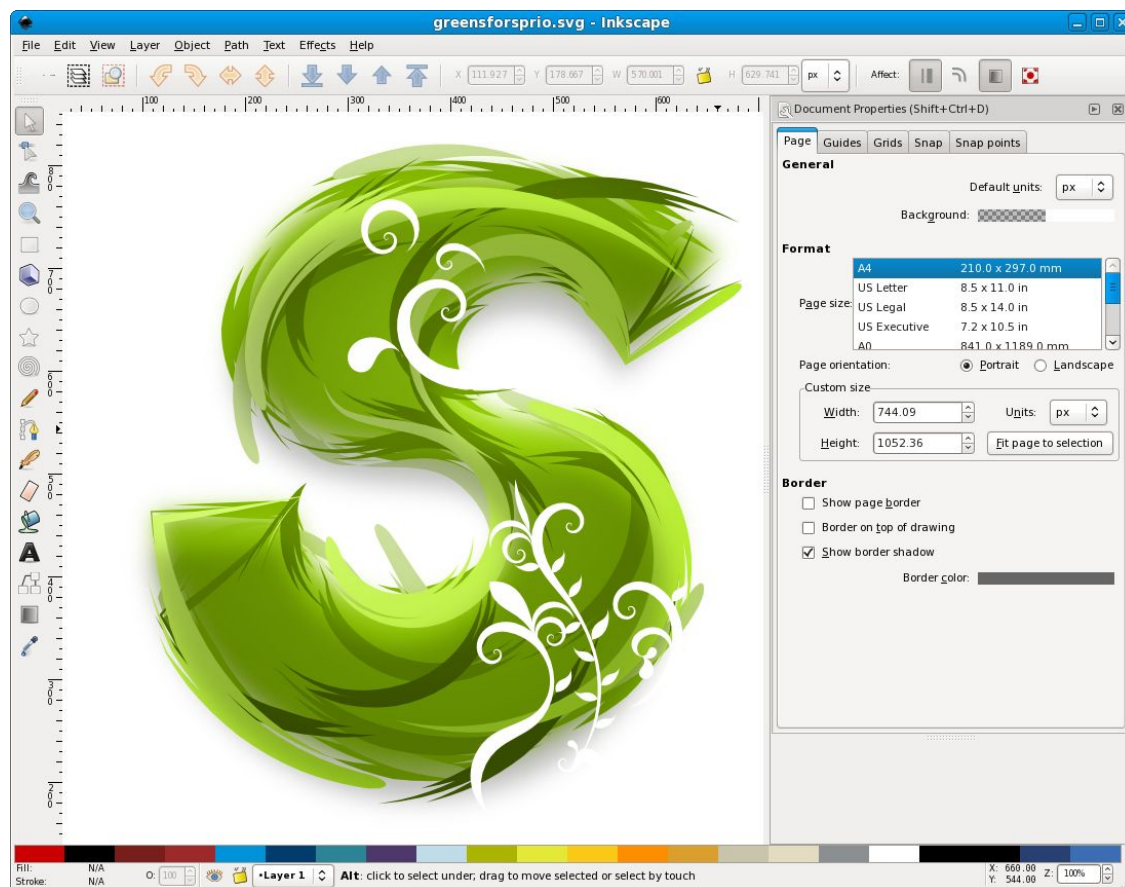 greensforsprio.svg - Inkscape
File Edit View Layer Object Path Text Effects Help
X 111.927 Y 178.667 W 570.001 H 629.741 px Affect:
100 200 300 400 500 600
800
700
600
500
400
300
200
Document Properties (Shift+Ctrl+D)
Page Guides Grids Snap Snap points
General
Default units: px
Background:
Format
Page size:
A4 210.0 x 297.0 mm
US Letter 8.5 x 11.0 in
US Legal 8.5 x 14.0 in
US Executive 7.2 x 10.5 in
A0 841.0 x 1189.0 mm
Page orientation: Portrait Landscape
Custom size
Width: 744.09 Units: px
Height: 1052.36 Fit page to selection
Border
Show page border
Border on top of drawing
Show border shadow
Border color:
Fill: N/A
Stroke: N/A
O: 100 •Layer 1 Alt: click to select under; drag to move selected or select by touch
X: 660.00
Y: 544.00
Z: 100%